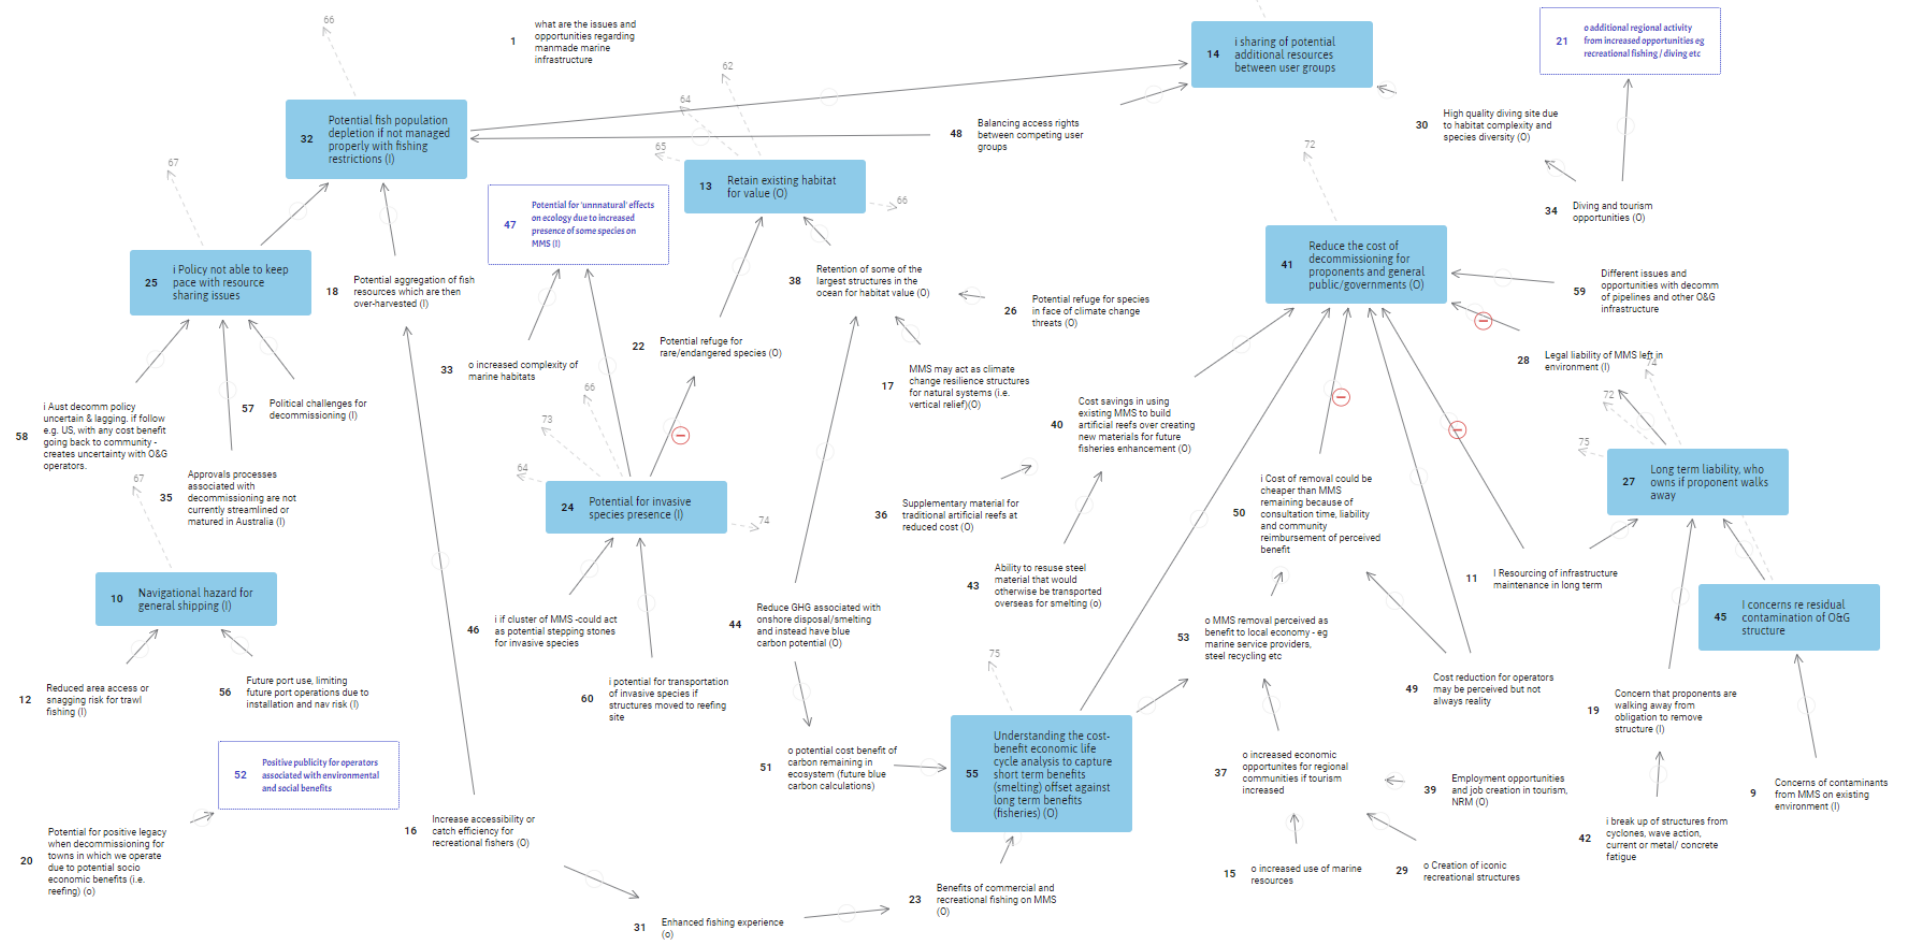 66
1
what are the issues and
opportunities regarding
manmade marine
infrastructure
14
i sharing of potential
additional resources
between user groups
21
o additional regional activity
from increased opportunities eg
recreational fishing / diving etc
62
64
32
Potential fish population
depletion if not managed
properly with fishing
restrictions (I)
65
48
Balancing access rights
between competing user
groups
30
High quality diving site due
to habitat complexity and
species diversity (O)
72
67
13
Retain existing habitat
for value (O)
66
47
Potential for 'unnnatural' effects
on ecology due to increased
presence of some species on
MMS (I)
34
Diving and tourism
opportunities (O)
25
i Policy not able to keep
pace with resource
sharing issues
18
Potential aggregation of fish
resources which are then
over-harvested (I)
38
Retention of some of the
largest structures in the
ocean for habitat value (O)
26
Potential refuge for species
in face of climate change
threats (O)
41
Reduce the cost of
decommissioning for
proponents and general
public/governments (O)
59
Different issues and
opportunities with decomm
of pipelines and other O&G
infrastructure
33
o increased complexity of
marine habitats
22
Potential refuge for
rare/endangered species (O)
17
MMS may act as climate
change resilience structures
for natural systems (i.e.
vertical relief)(O)
28
Legal liability of MMS left in
environment (I)
74
72
75
58
i Aust decomm policy
uncertain & lagging. if follow
e.g. US, with any cost benefit
going back to community -
creates uncertainty with O&G
operators.
57
Political challenges for
decommissioning (I)
66
73
64
40
Cost savings in using
existing MMS to build
artificial reefs over creating
new materials for future
fisheries enhancement (O)
67
35
Approvals processes
associated with
decommissioning are not
currently streamlined or
matured in Australia (I)
24
Potential for invasive
species presence (I)
74
36
Supplementary material for
traditional artificial reefs at
reduced cost (O)
50
i Cost of removal could be
cheaper than MMS
remaining because of
consultation time, liability
and community
reimbursement of perceived
benefit
27
Long term liability, who
owns if proponent walks
away
10
Navigational hazard for
general shipping (I)
43
Ability to resuse steel
material that would
otherwise be transported
overseas for smelting (o)
11
I Resourcing of infrastructure
maintenance in long term
45
I concerns re residual
contamination of O&G
structure
46
i if cluster of MMS -could act
as potential stepping stones
for invasive species
44
Reduce GHG associated with
onshore disposal/smelting
and instead have blue
carbon potential (O)
53
o MMS removal perceived as
benefit to local economy - eg
marine service providers,
steel recycling etc
75
12
Reduced area access or
snagging risk for trawl
fishing (I)
56
Future port use, limiting
future port operations due to
installation and nav risk (I)
60
i potential for transportation
of invasive species if
structures moved to reefing
site
49
Cost reduction for operators
may be perceived but not
always reality
19
Concern that proponents are
walking away from
obligation to remove
structure (I)
52
Positive publicity for operators
associated with environmental
and social benefits
51
o potential cost benefit of
carbon remaining in
ecosystem (future blue
carbon calculations)
55
Understanding the cost-
benefit economic life
cycle analysis to capture
short term benefits
(smelting) offset against
long term benefits
(fisheries) (O)
37
o increased economic
opportunites for regional
communities if tourism
increased
39
Employment opportunities
and job creation in tourism,
NRM (O)
9
Concerns of contaminants
from MMS on existing
environment (I)
20
Potential for positive legacy
when decommissioning for
towns in which we operate
due to potential socio
economic benefits (i.e.
reefing) (o)
16
Increase accessibility or
catch efficiency for
recreational fishers (O)
42
i break up of structures from
cyclones, wave action,
current or metal/ concrete
fatigue
15
o increased use of marine
resources
29
o Creation of iconic
recreational structures
23
Benefits of commercial and
recreational fishing on MMS
(O)
31
Enhanced fishing experience
(o)